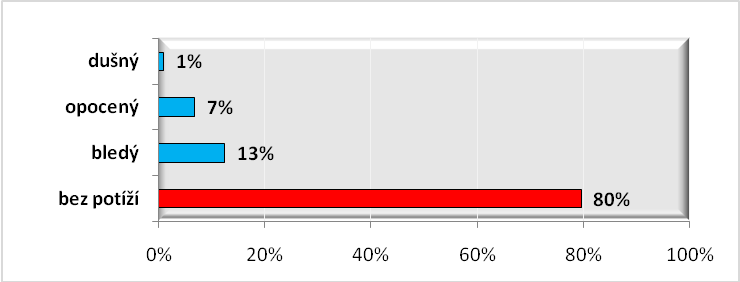 dušný 1%
opocený 7%
bledý 13%
bez potíží 80%
0% 20% 40% 60% 80% 100%